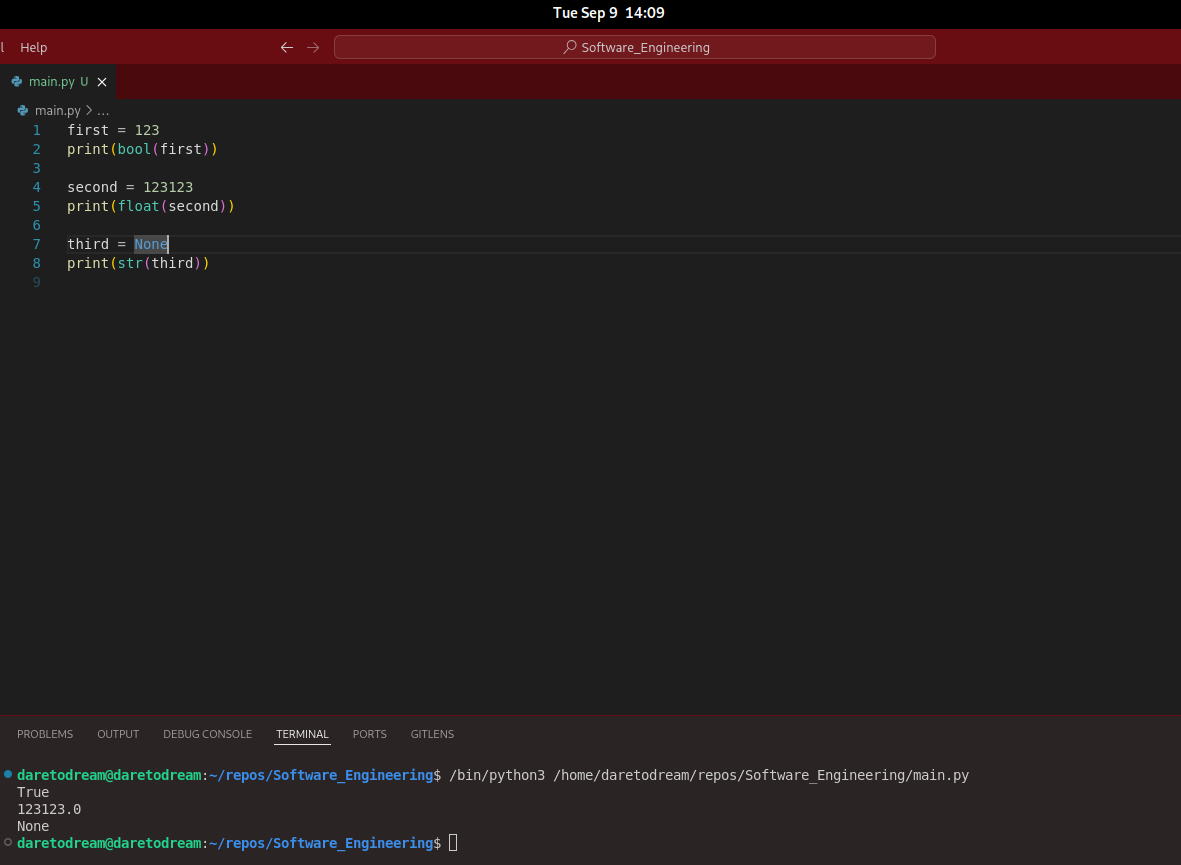 Tue Sep 9 14:09
l Help ← → Software_Engineering
main.py U ×
main.py > ...
1 first = 123
2 print(bool(first))
3
4 second = 123123
5 print(float(second))
6
7 third = None
8 print(str(third))
9
PROBLEMS OUTPUT DEBUG CONSOLE TERMINAL PORTS GITLENS
daretodream@daretodream:~/repos/Software_Engineering$ /bin/python3 /home/daretodream/repos/Software_Engineering/main.py
True
123123.0
None
daretodream@daretodream:~/repos/Software_Engineering$